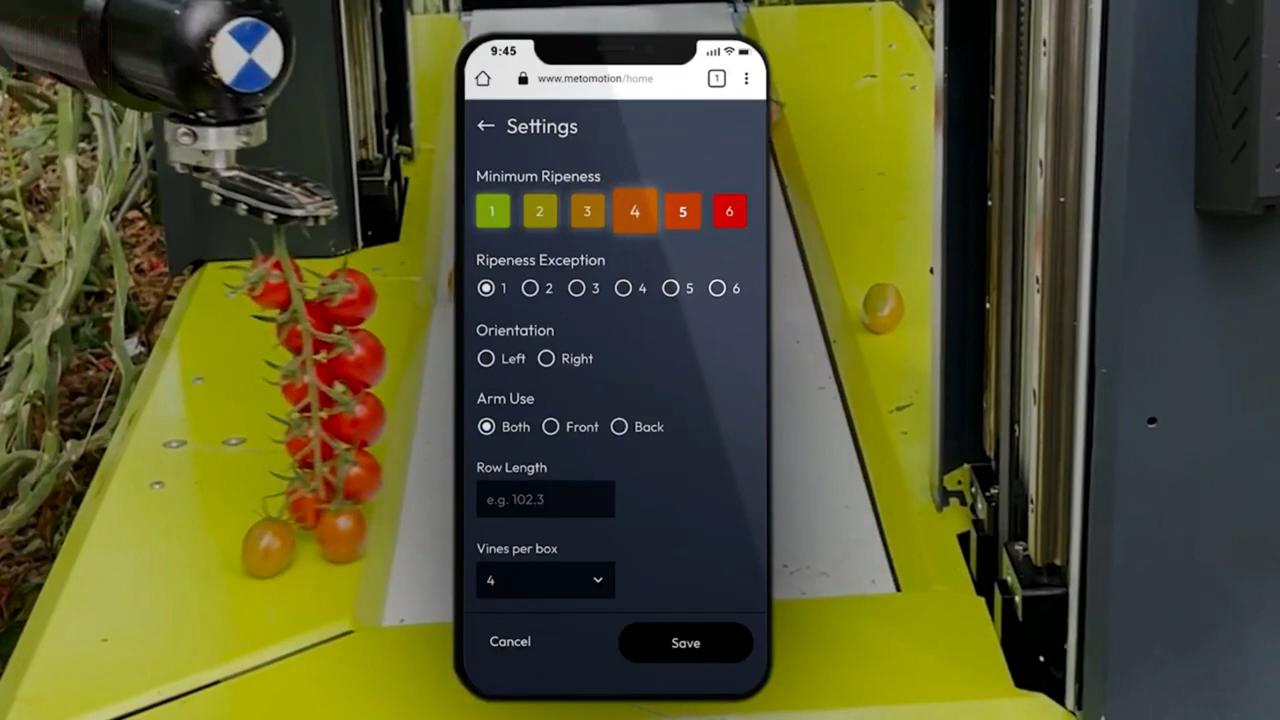 9:45
www.metomotion/home
1
Settings
Minimum Ripeness
1 2 3 4 5 6
Ripeness Exception
1 2 3 4 5 6
Orientation
Left Right
Arm Use
Both Front Back
Row Length
e.g. 102.3
Vines per box
4
Cancel Save